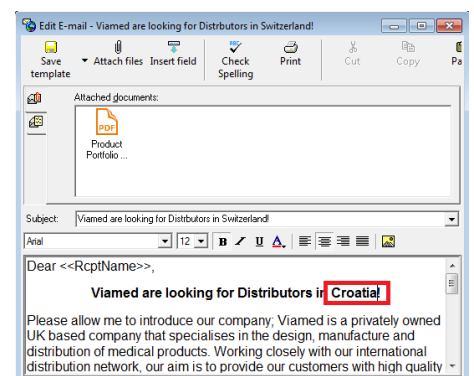 Edit E-mail - Viamed are looking for Distrbutors in Switzerland!
Save template
Attach files
Insert field
Check Spelling
Print
Cut
Copy
Pa
Attached documents:
PDF
Product Portfolio ...
Subject: Viamed are looking for Distrbutors in Switzerland!
Arial 12 B I U A
Dear <<RcptName>>,
Viamed are looking for Distributors in Croatia!
Please allow me to introduce our company; Viamed is a privately owned
UK based company that specialises in the design, manufacture and
distribution of medical products. Working closely with our international
distribution network, our aim is to provide our customers with high quality